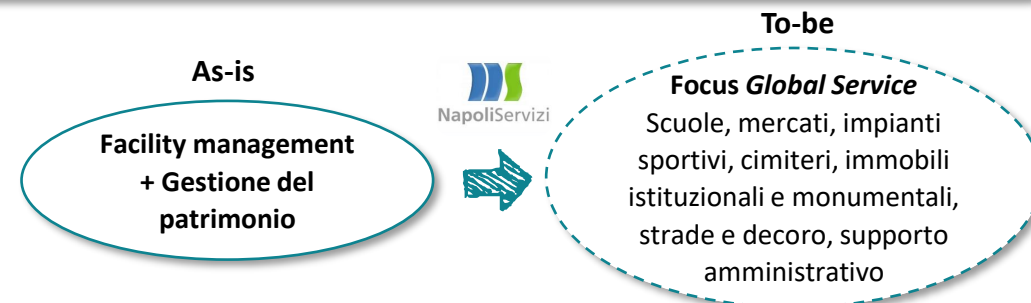 As-is
Facility management
+ Gestione del
patrimonio
NapoliServizi
To-be
Focus Global Service
Scuole, mercati, impianti
sportivi, cimiteri, immobili
istituzionali e monumentali,
strade e decoro, supporto
amministrativo